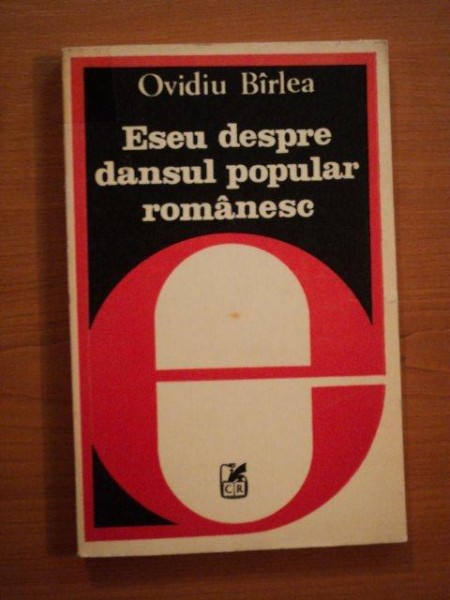 Ovidiu Bîrlea
Eseu despre
dansul popular
românesc
CR